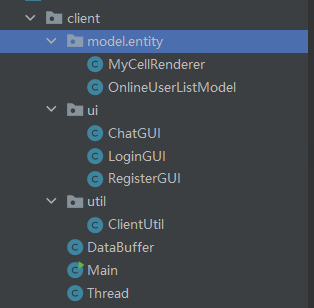 client
model.entity
MyCellRenderer
OnlineUserListModel
ui
ChatGUI
LoginGUI
RegisterGUI
util
ClientUtil
DataBuffer
Main
Thread